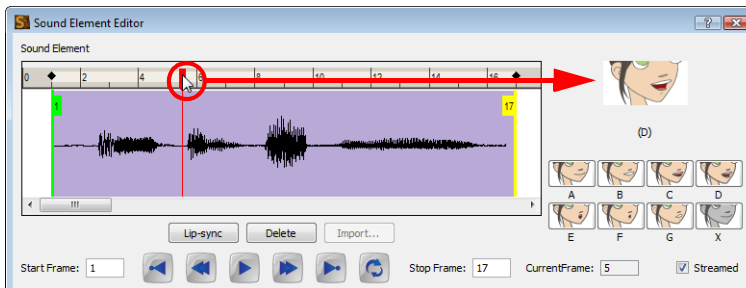 S Sound Element Editor ?
Sound Element
0 2 4 6 8 10 12 14 16
1 17
(D)
A B C D
E F G X
Lip-sync Delete Import...
Start Frame: 1 Stop Frame: 17 CurrentFrame: 5 Streamed